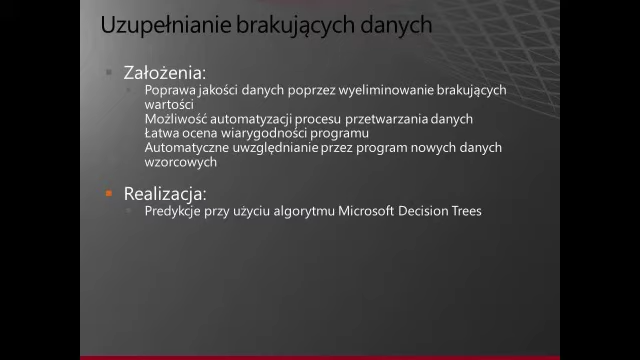 Uzupełnianie brakujących danych
Założenia:
Poprawa jakości danych poprzez wyeliminowanie brakujących
wartości
Możliwość automatyzacji procesu przetwarzania danych
Łatwa ocena wiarygodności programu
Automatyczne uwzględnianie przez program nowych danych
wzorcowych
Realizacja:
Predykcje przy użyciu algorytmu Microsoft Decision Trees